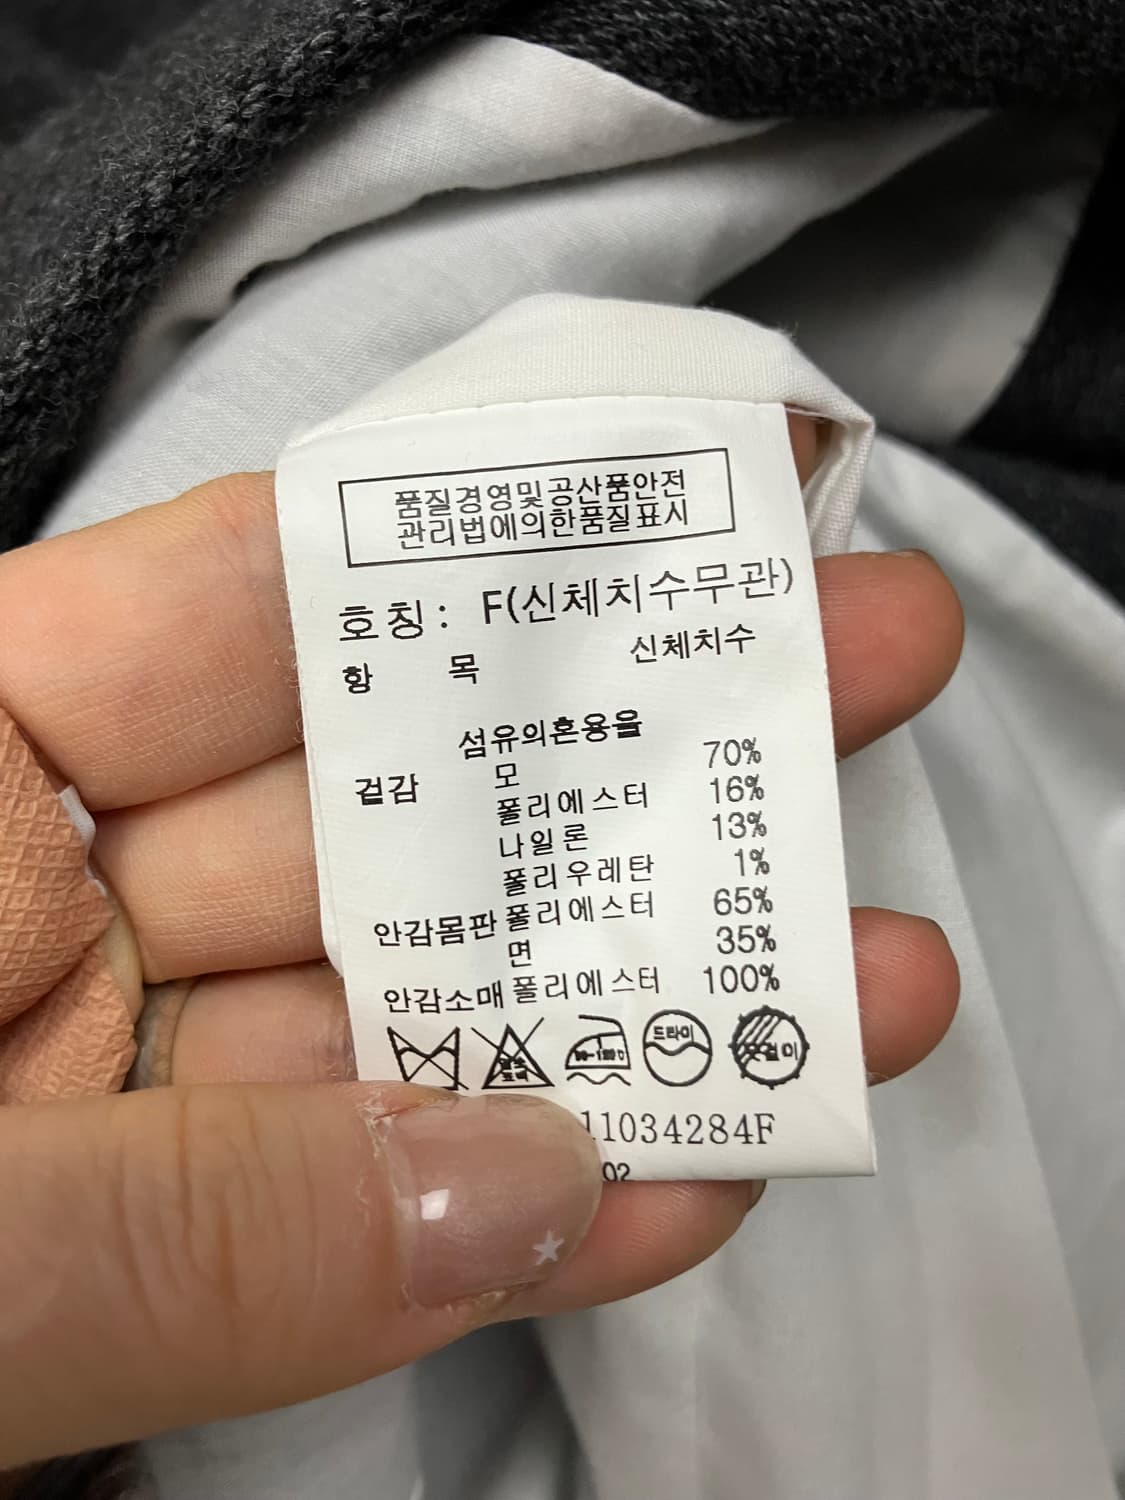 품질경영및공산품안전
관리법에의한품질표시
호칭: F(신체치수무관)
항 목 신체치수
섬유의혼용율
겉감 모 70%
폴리에스터 16%
나일론 13%
폴리우레탄 1%
안감몸판 폴리에스터 65%
면 35%
안감소매 폴리에스터 100%
드라이
11034284F
02